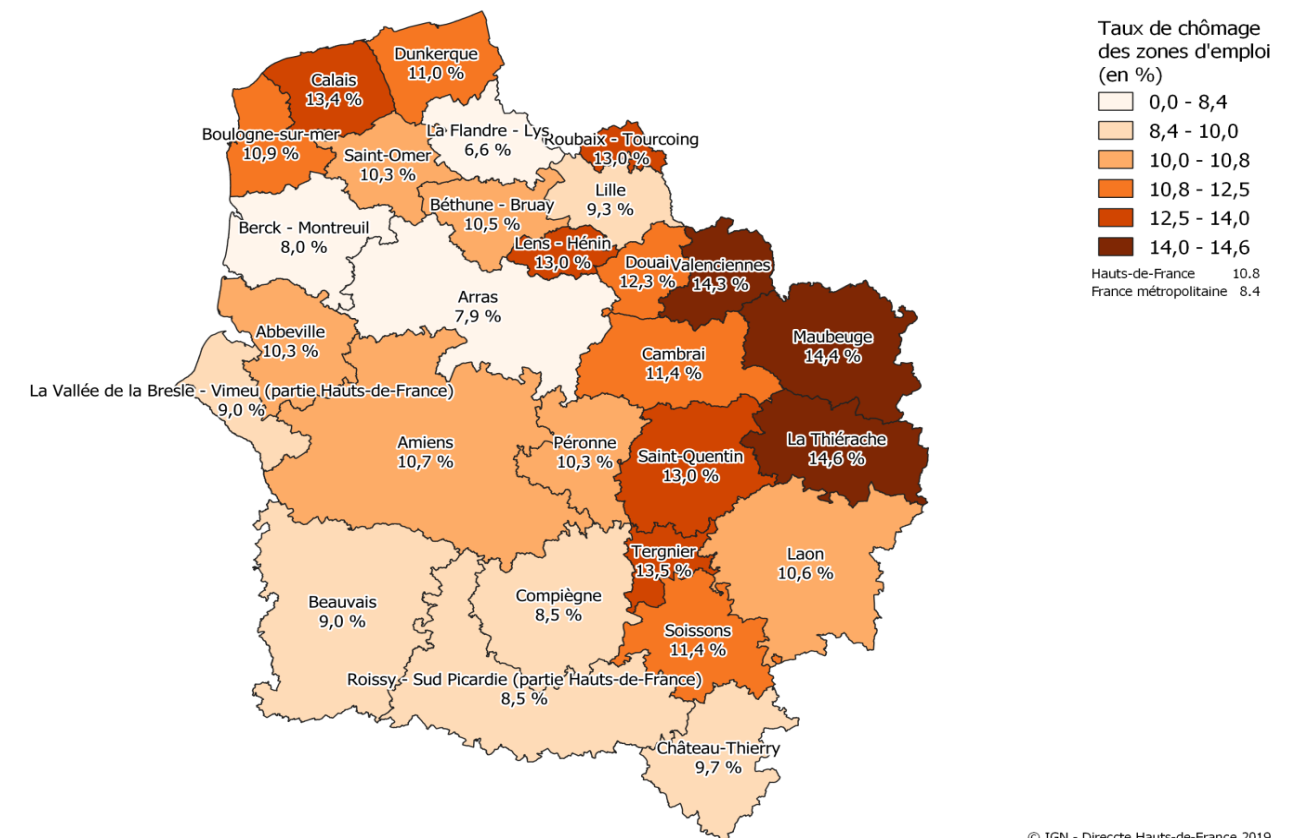 Taux de chômage
des zones d'emploi
(en %)
0,0 - 8,4
8,4 - 10,0
10,0 - 10,8
10,8 - 12,5
12,5 - 14,0
14,0 - 14,6
Hauts-de-France 10.8
France métropolitaine 8.4
Dunkerque
11,0 %
Calais
13,4 %
Boulogne-sur-mer
10,9 %
Saint-Omer
10,3 %
La Flandre - Lys
6,6 %
Roubaix - Tourcoing
13,0 %
Lille
9,3 %
Béthune - Bruay
10,5 %
Berck - Montreuil
8,0 %
Lens - Hénin
13,0 %
Douai
12,3 %
Valenciennes
14,3 %
Arras
7,9 %
Abbeville
10,3 %
Cambrai
11,4 %
Maubeuge
14,4 %
La Vallée de la Bresle - Vimeu (partie Hauts-de-France)
9,0 %
Amiens
10,7 %
Péronne
10,3 %
Saint-Quentin
13,0 %
La Thiérache
14,6 %
Tergnier
13,5 %
Laon
10,6 %
Beauvais
9,0 %
Compiègne
8,5 %
Soissons
11,4 %
Roissy - Sud Picardie (partie Hauts-de-France)
8,5 %
Château-Thierry
9,7 %
© IGN - Direccte Hauts-de-France 2019